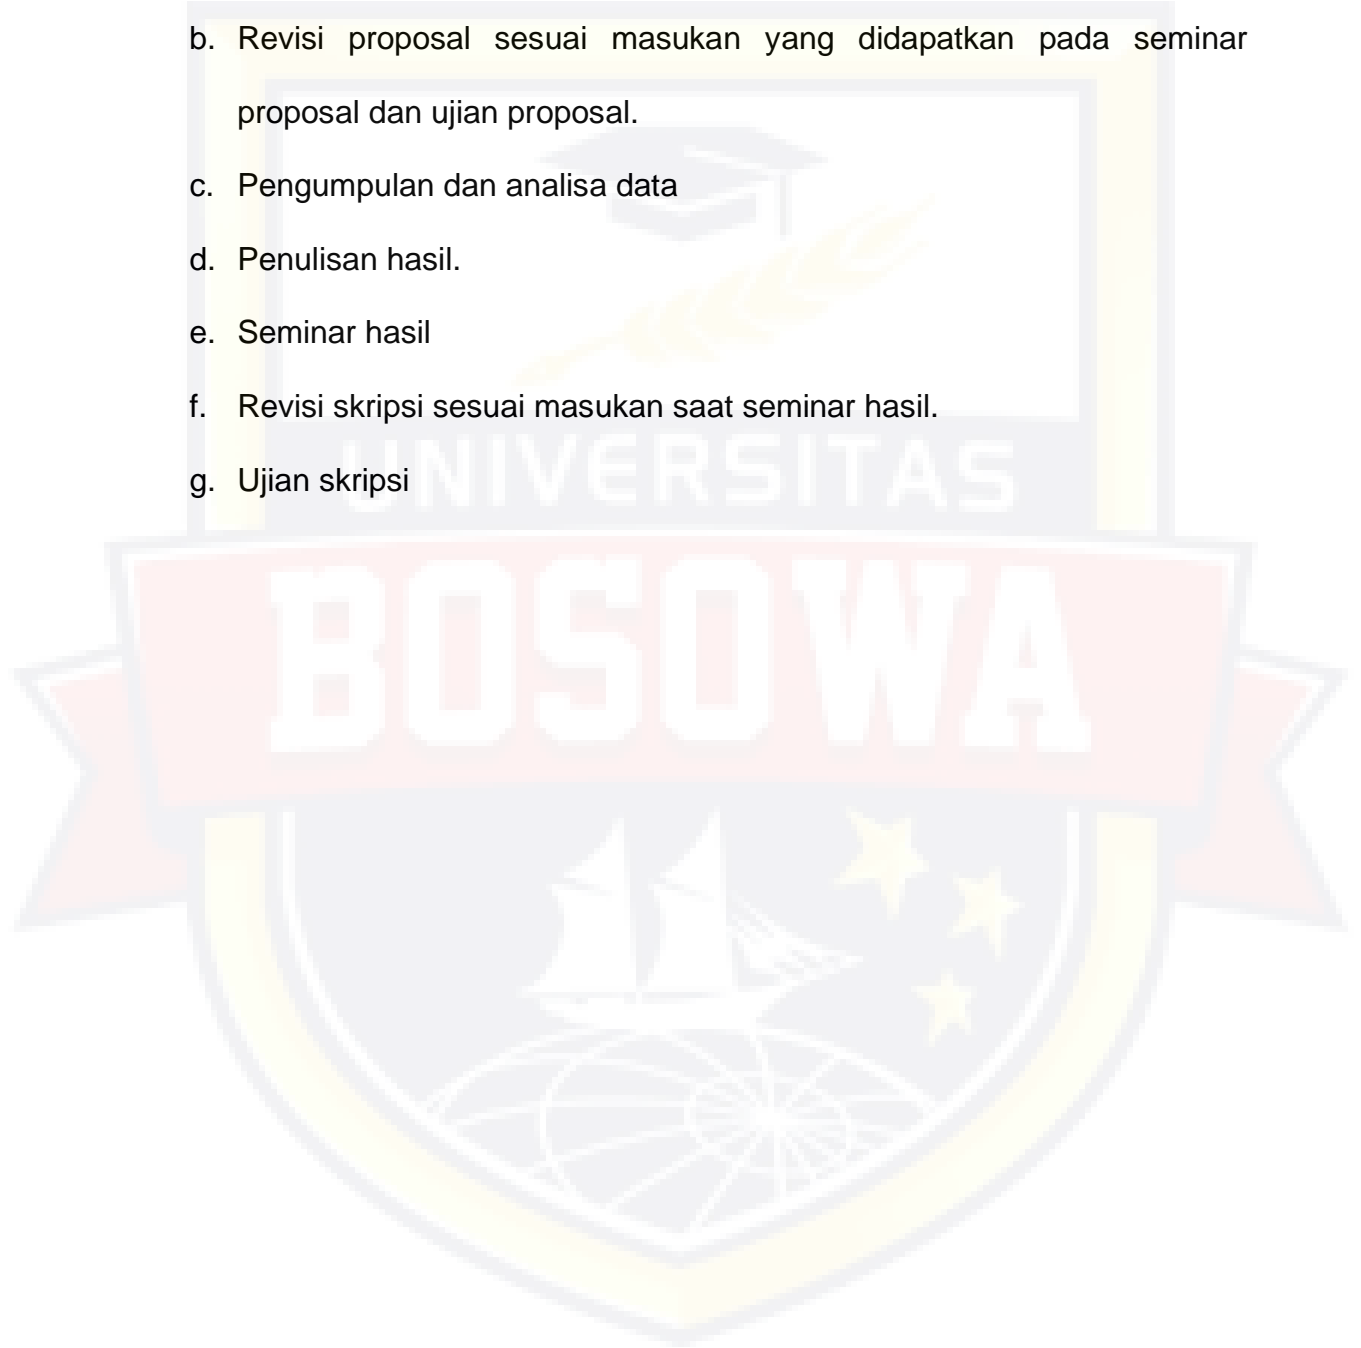 b. Revisi proposal sesuai masukan yang didapatkan pada seminar
proposal dan ujian proposal.
c. Pengumpulan dan analisa data
d. Penulisan hasil.
e. Seminar hasil
f. Revisi skripsi sesuai masukan saat seminar hasil.
g. Ujian skripsi
UNIVERSITAS
BOSOWA